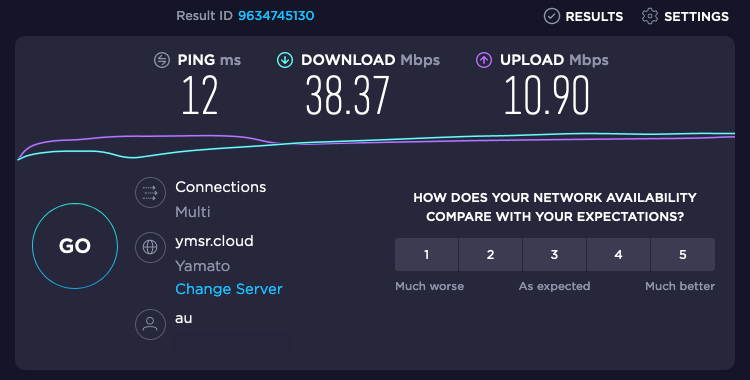 Result ID 9634745130
RESULTS SETTINGS
PING ms DOWNLOAD Mbps UPLOAD Mbps
12 38.37 10.90
Connections
Multi
ymsr.cloud
Yamato
Change Server
au
GO
HOW DOES YOUR NETWORK AVAILABILITY
COMPARE WITH YOUR EXPECTATIONS?
1 2 3 4 5
Much worse As expected Much better